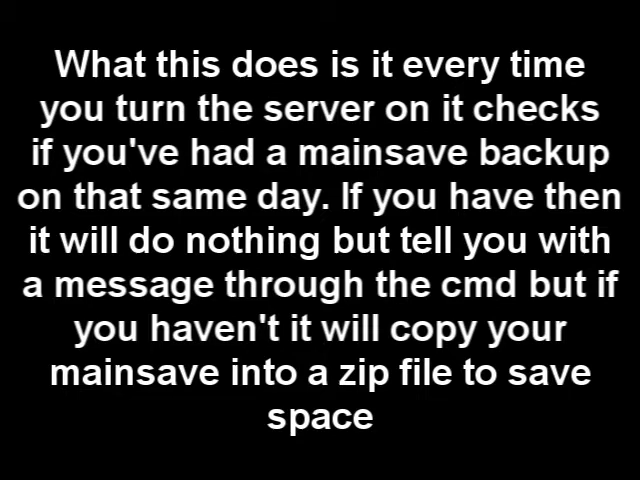 What this does is it every time
you turn the server on it checks
if you've had a mainsave backup
on that same day. If you have then
it will do nothing but tell you with
a message through the cmd but if
you haven't it will copy your
mainsave into a zip file to save
space